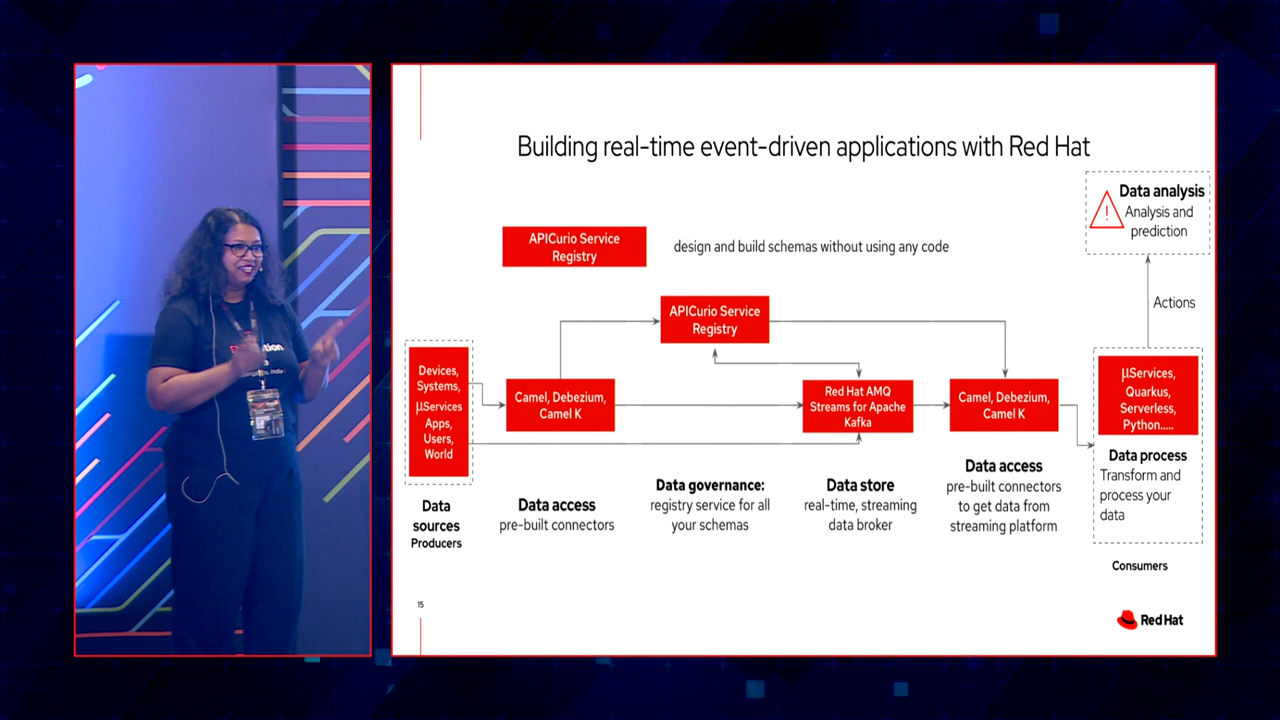 Building real-time event-driven applications with Red Hat
Data analysis
Analysis and
prediction
APICurio Service
Registry
design and build schemas without using any code
Actions
APICurio Service
Registry
Devices,
Systems,
µServices
Apps,
Users,
World
Camel, Debezium,
Camel K
Red Hat AMQ
Streams for Apache
Kafka
Camel, Debezium,
Camel K
µServices,
Quarkus,
Serverless,
Python.....
Data process
Transform and
process your
data
Data
sources
Producers
Data access
pre-built connectors
Data governance:
registry service for all
your schemas
Data store
real-time, streaming
data broker
Data access
pre-built connectors
to get data from
streaming platform
Consumers
15
Red Hat